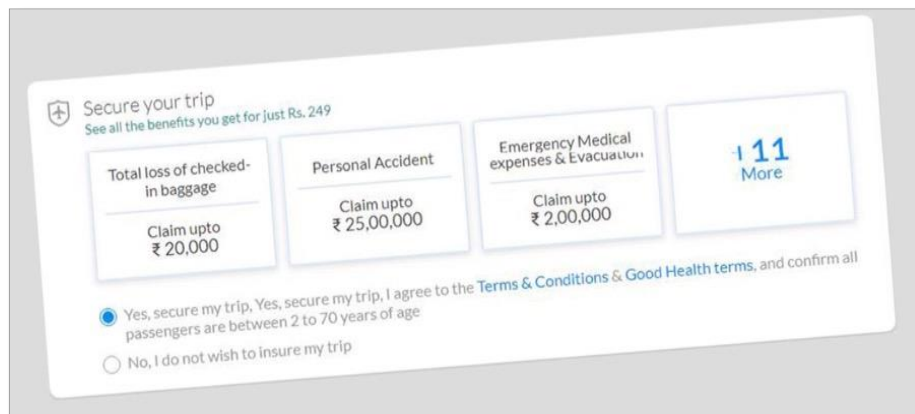 Secure your trip
See all the benefits you get for just Rs. 249
Total loss of checked-
in baggage
Claim upto
₹ 20,000
Personal Accident
Claim upto
₹ 25,00,000
Emergency Medical
expenses & Evacuation
Claim upto
₹ 2,00,000
+11
More
Yes, secure my trip, Yes, secure my trip, I agree to the Terms & Conditions & Good Health terms, and confirm all
passengers are between 2 to 70 years of age
No, I do not wish to insure my trip